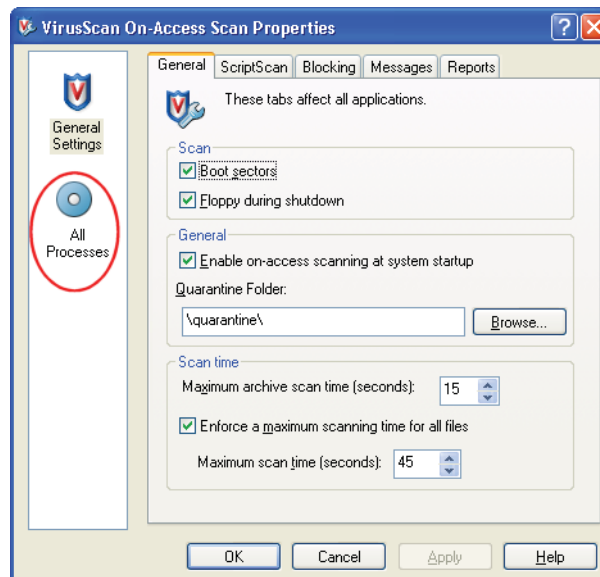 VirusScan On-Access Scan Properties
General
Settings
All
Processes
General ScriptScan Blocking Messages Reports
These tabs affect all applications.
Scan
Boot sectors
Floppy during shutdown
General
Enable on-access scanning at system startup
Quarantine Folder:
\quarantine\
Browse...
Scan time
Maximum archive scan time (seconds): 15
Enforce a maximum scanning time for all files
Maximum scan time (seconds): 45
OK Cancel Apply Help